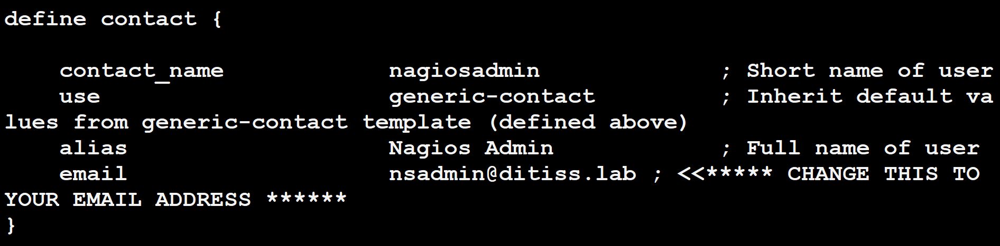 define contact {
    contact_name            nagiosadmin             ; Short name of user
    use                     generic-contact         ; Inherit default va
lues from generic-contact template (defined above)
    alias                   Nagios Admin            ; Full name of user
    email                   nsadmin@ditiss.lab ; <<***** CHANGE THIS TO
YOUR EMAIL ADDRESS ******
}